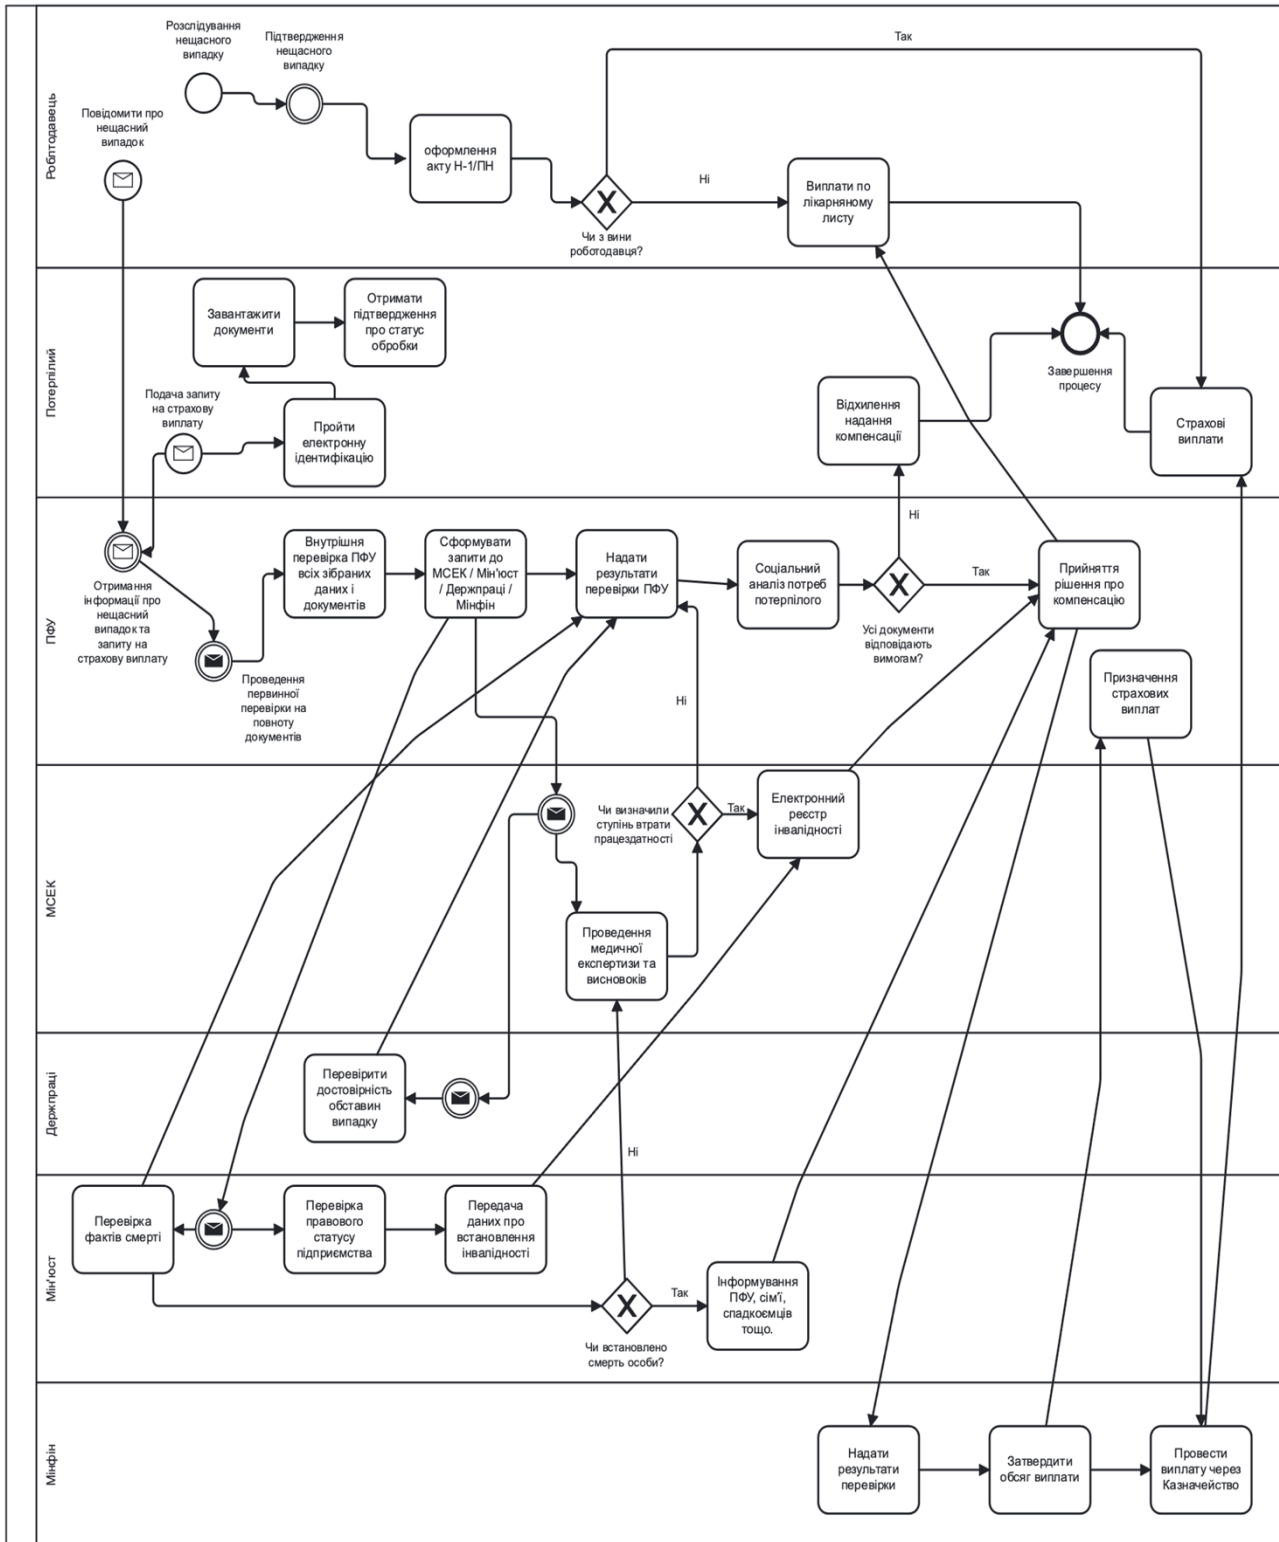 Роблтодавець
Розслідування
нещасного
випадку
Підтвердження
нещасного
випадку
Повідомити про
нещасний
випадок
оформлення
акту Н-1/ПН
Чи з вини
роботодавця?
Так
Ні
Виплати по
лікарняному
листу
Потерпілий
Завантажити
документи
Отримати
підтвердження
про статус
обробки
Подача запиту
на страхову
виплату
Пройти
електронну
ідентифікацію
Відхилення
надання
компенсації
Завершення
процесу
Страхові
виплати
ПФУ
Отримання
інформації про
нещасний
випадок та
запиту на
страхову виплату
Проведення
первинної
перевірки на
повноту
документів
Внутрішня
перевірка ПФУ
всіх зібраних
даних і
документів
Сформувати
запити до
МСЕК / Мін'юст
/ Держпраці /
Мінфін
Надати
результати
перевірки ПФУ
Соціальний
аналіз потреб
потерпілого
Ні
Так
Усі документи
відповідають
вимогам?
Прийняття
рішення про
компенсацію
Призначення
страхових
виплат
Ні
МСЕК
Чи визначили
ступінь втрати
працездатності
Так
Електронний
реєстр
інвалідності
Проведення
медичної
експертизи та
висновоків
Держпраці
Перевірити
достовірність
обставин
випадку
Ні
Мін'юст
Перевірка
фактів смерті
Перевірка
правового
статусу
підприємства
Передача
даних про
встановлення
інвалідності
Чи встановлено
смерть особи?
Так
Інформування
ПФУ, сім'ї,
спадкоємців
тощо.
Мінфін
Надати
результати
перевірки
Затвердити
обсяг виплати
Провести
виплату через
Казначейство